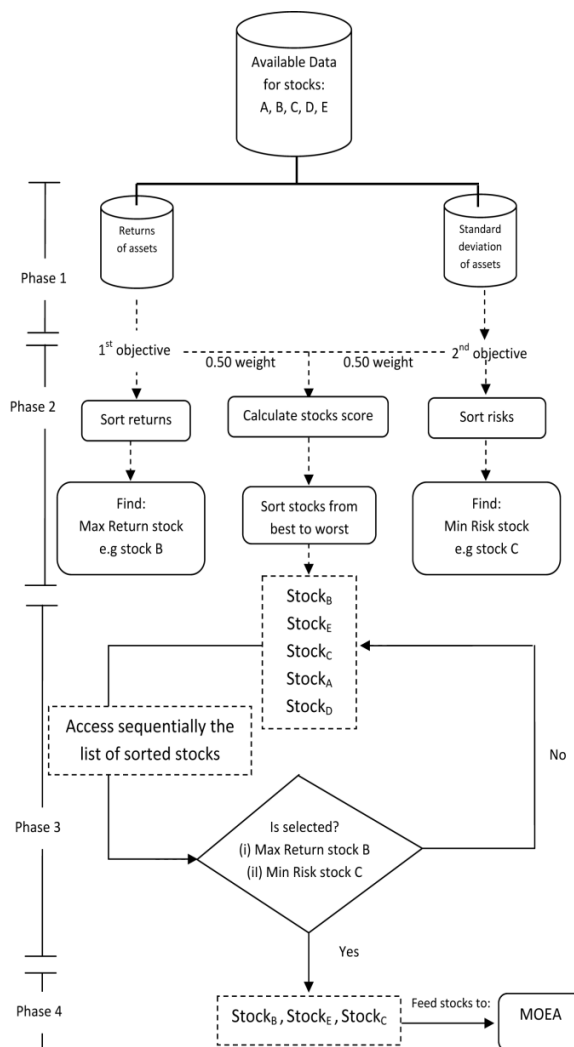 Available Data
for stocks:
A, B, C, D, E
Returns
of assets
Standard
deviation
of assets
Phase 1
1st objective
0.50 weight
0.50 weight
2nd objective
Phase 2
Sort returns
Calculate stocks score
Sort risks
Find:
Max Return stock
e.g stock B
Sort stocks from
best to worst
Find:
Min Risk stock
e.g stock C
StockB
StockE
StockC
StockA
StockD
Access sequentially the
list of sorted stocks
No
Phase 3
Is selected?
(i) Max Return stock B
(iI) Min Risk stock C
Yes
Phase 4
StockB, StockE, StockC
Feed stocks to:
MOEA